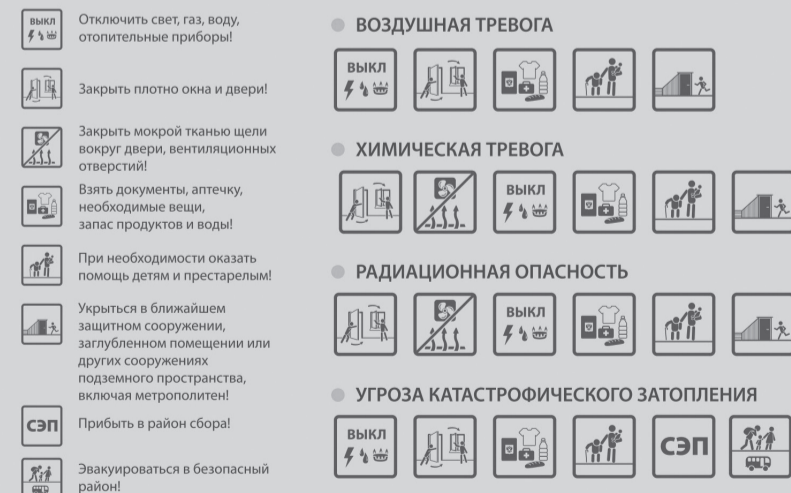 ВЫКЛ
Отключить свет, газ, воду,
отопительные приборы!
Закрыть плотно окна и двери!
Закрыть мокрой тканью щели
вокруг двери, вентиляционных
отверстий!
Взять документы, аптечку,
необходимые вещи,
запас продуктов и воды!
При необходимости оказать
помощь детям и престарелым!
Укрыться в ближайшем
защитном сооружении,
заглубленном помещении или
других сооружениях
подземного пространства,
включая метрополитен!
СЭП
Прибыть в район сбора!
Эвакуироваться в безопасный
район!
ВОЗДУШНАЯ ТРЕВОГА
ВЫКЛ
ХИМИЧЕСКАЯ ТРЕВОГА
ВЫКЛ
РАДИАЦИОННАЯ ОПАСНОСТЬ
ВЫКЛ
УГРОЗА КАТАСТРОФИЧЕСКОГО ЗАТОПЛЕНИЯ
ВЫКЛ
СЭП